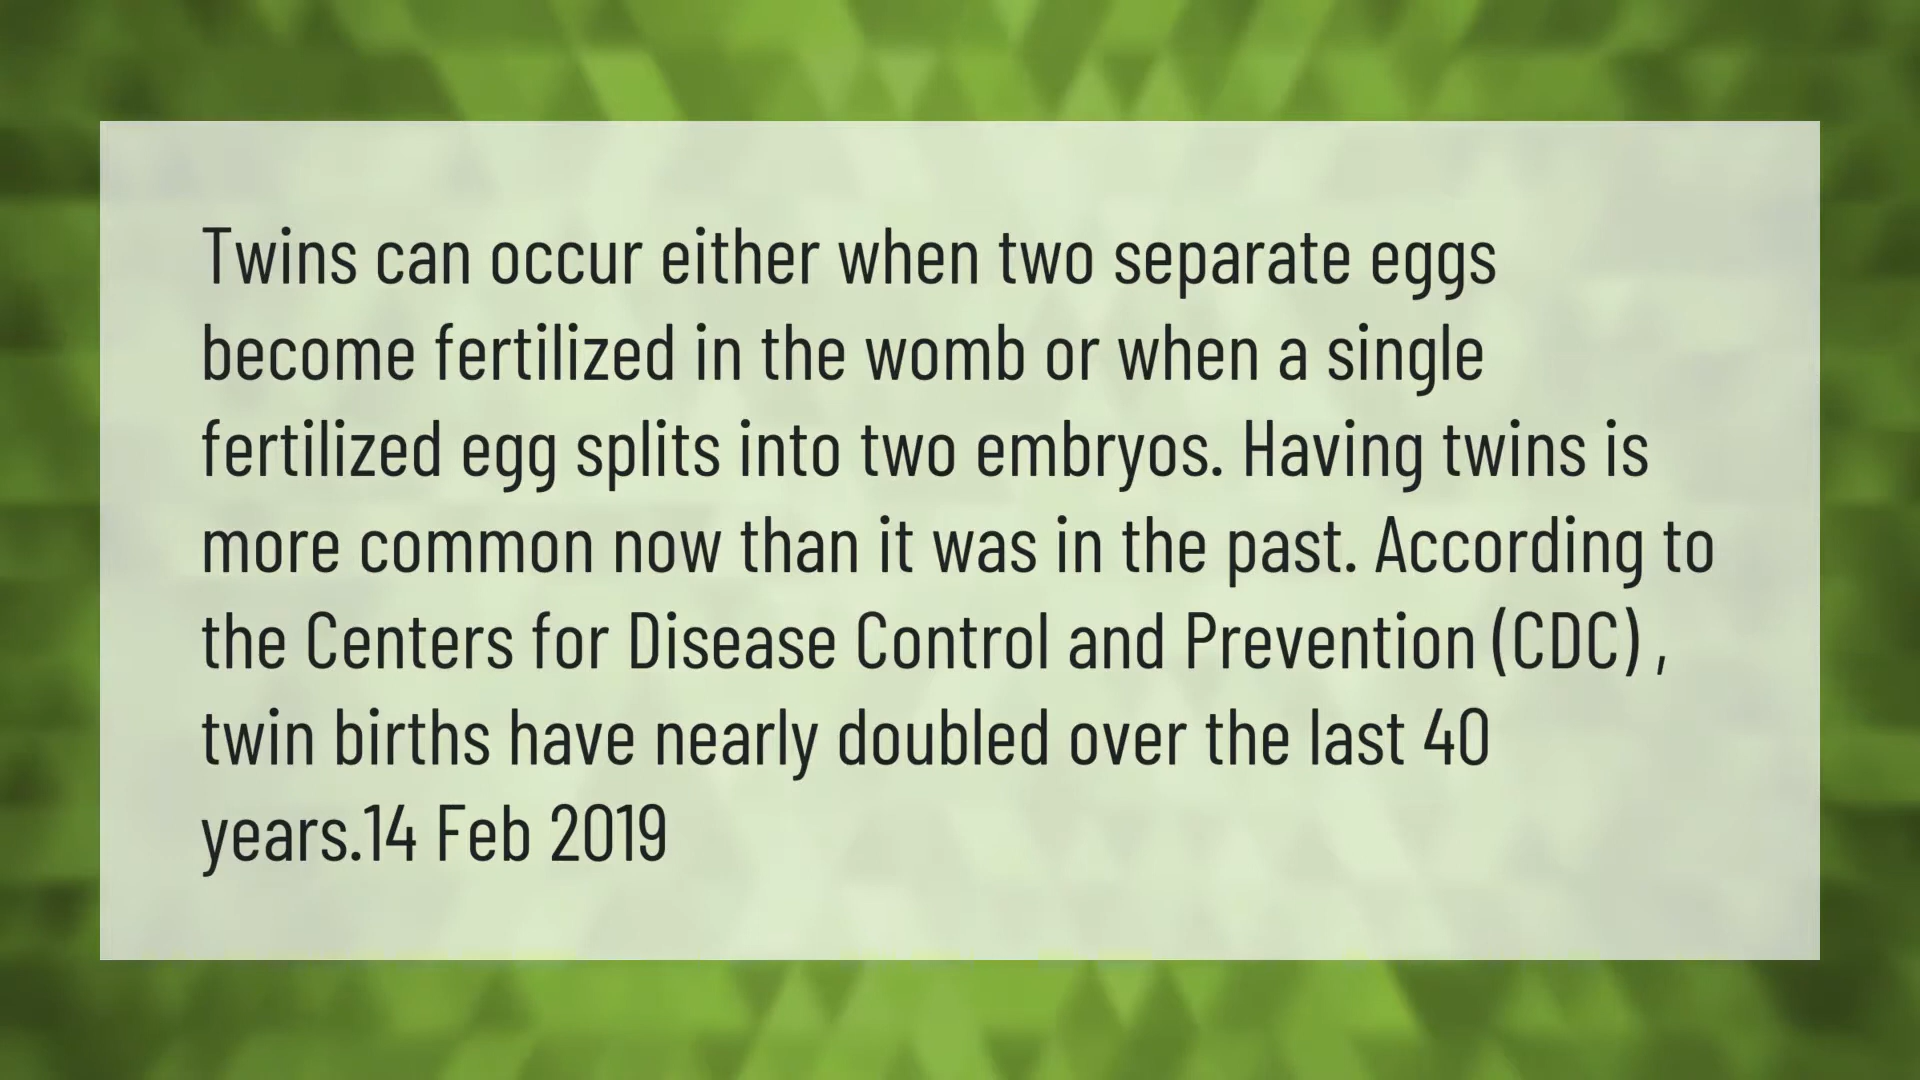 Twins can occur either when two separate eggs
become fertilized in the womb or when a single
fertilized egg splits into two embryos. Having twins is
more common now than it was in the past. According to
the Centers for Disease Control and Prevention (CDC) ,
twin births have nearly doubled over the last 40
years.14 Feb 2019